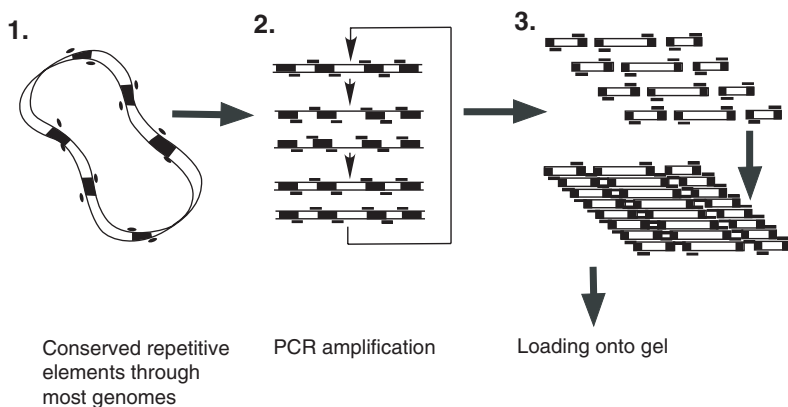 1.
2.
3.
Conserved repetitive
elements through
most genomes
PCR amplification
Loading onto gel